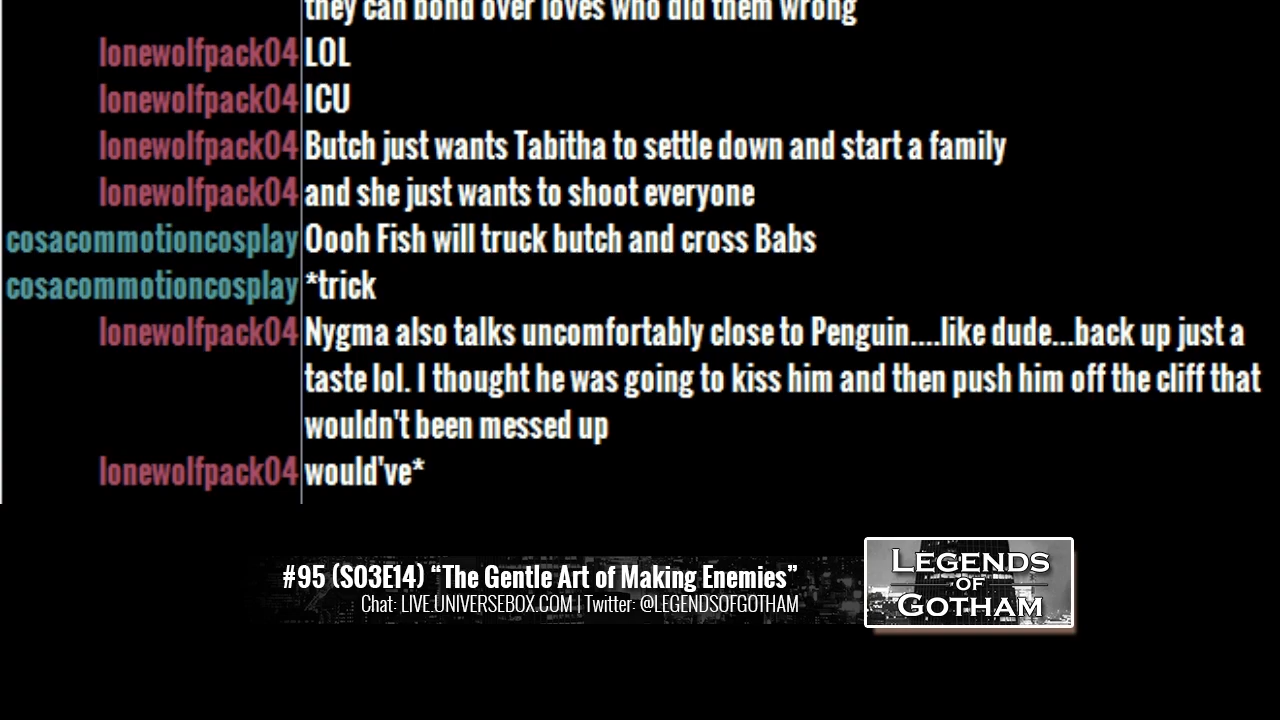 they can bond over loves who did them wrong
lonewolfpack04 LOL
lonewolfpack04 ICU
lonewolfpack04 Butch just wants Tabitha to settle down and start a family
lonewolfpack04 and she just wants to shoot everyone
cosacommotioncosplay Oooh Fish will truck butch and cross Babs
cosacommotioncosplay *trick
lonewolfpack04 Nygma also talks uncomfortably close to Penguin....like dude...back up just a
taste lol. I thought he was going to kiss him and then push him off the cliff that
wouldn't been messed up
lonewolfpack04 would've*
#95 (S03E14) “The Gentle Art of Making Enemies”
Chat: LIVE.UNIVERSEBOX.COM | Twitter: @LEGENDSOFGOTHAM
LEGENDS
OF
GOTHAM